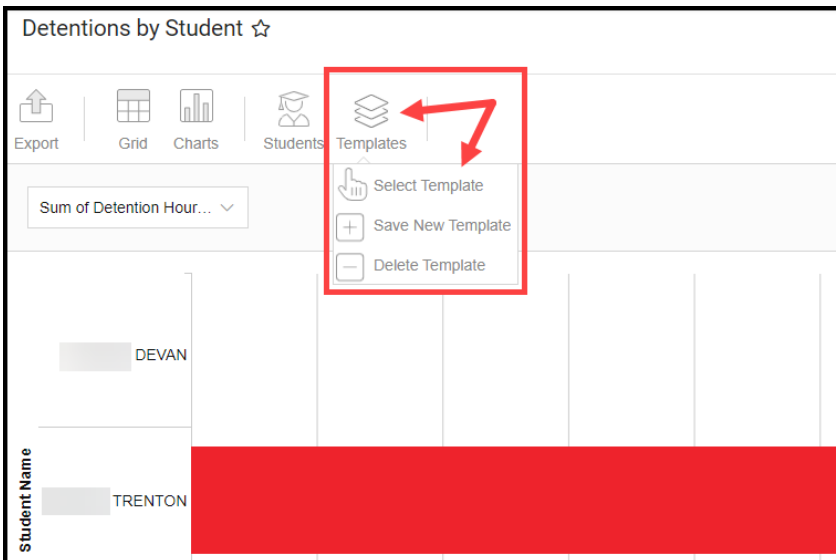 Detentions by Student
Export Grid Charts Students Templates
Select Template
Sum of Detention Hour...
Save New Template
Delete Template
DEVAN
TRENTON
Student Name